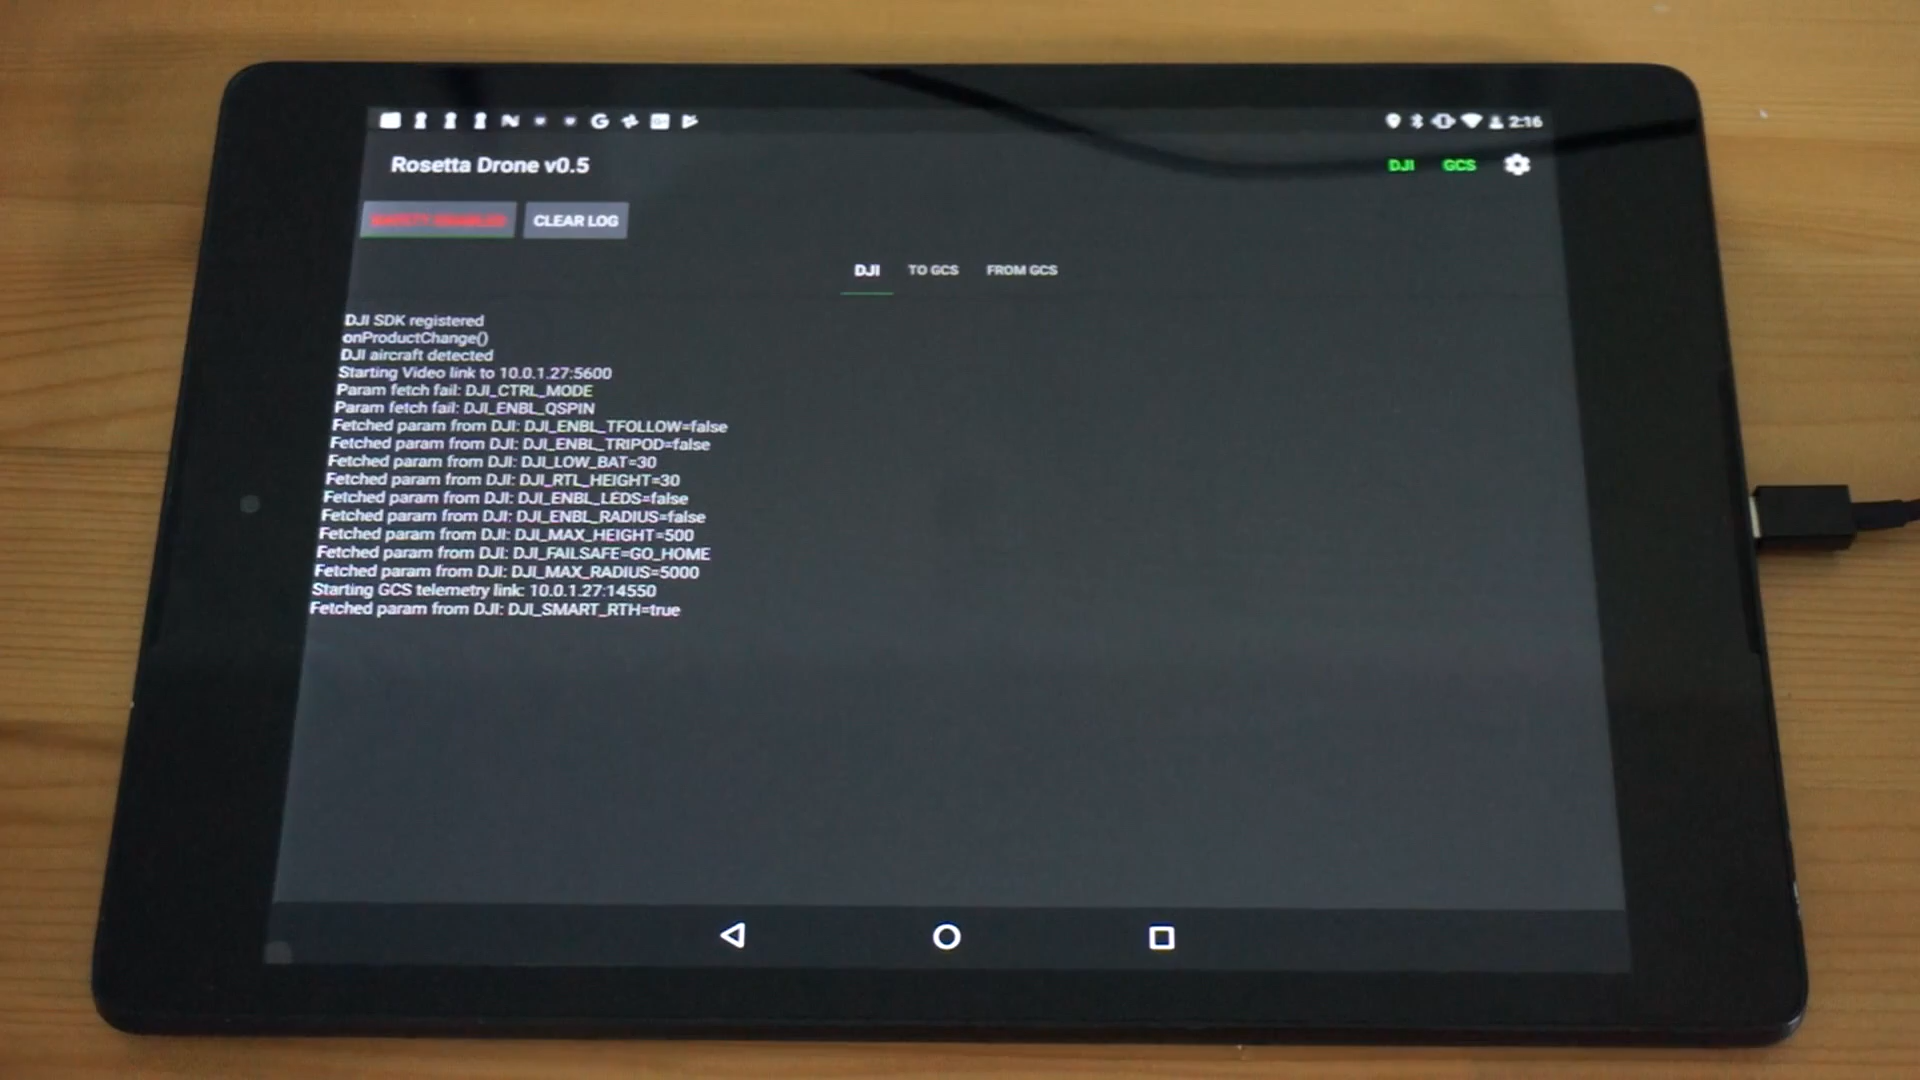 2:16
Rosetta Drone v0.5
DJI GCS
SAFETY ENABLED CLEAR LOG
DJI TO GCS FROM GCS
DJI SDK registered
onProductChange()
DJI aircraft detected
Starting Video link to 10.0.1.27:5600
Param fetch fail: DJI_CTRL_MODE
Param fetch fail: DJI_ENBL_QSPIN
Fetched param from DJI: DJI_ENBL_TFOLLOW=false
Fetched param from DJI: DJI_ENBL_TRIPOD=false
Fetched param from DJI: DJI_LOW_BAT=30
Fetched param from DJI: DJI_RTL_HEIGHT=30
Fetched param from DJI: DJI_ENBL_LEDS=false
Fetched param from DJI: DJI_ENBL_RADIUS=false
Fetched param from DJI: DJI_MAX_HEIGHT=500
Fetched param from DJI: DJI_FAILSAFE=GO_HOME
Fetched param from DJI: DJI_MAX_RADIUS=5000
Starting GCS telemetry link: 10.0.1.27:14550
Fetched param from DJI: DJI_SMART_RTH=true